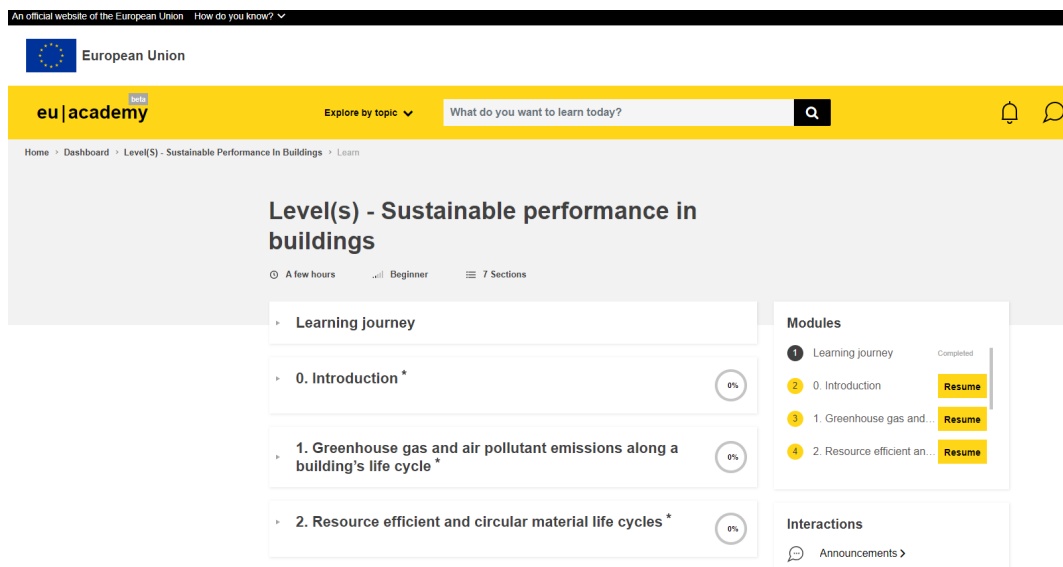 An official website of the European Union How do you know?
European Union
eu|academy
beta
Explore by topic
What do you want to learn today?
Home Dashboard Level(S) - Sustainable Performance In Buildings Learn
Level(s) - Sustainable performance in
buildings
A few hours
Beginner
7 Sections
Learning journey
0. Introduction *
0%
1. Greenhouse gas and air pollutant emissions along a
building's life cycle *
0%
2. Resource efficient and circular material life cycles *
0%
Modules
1 Learning journey Completed
2 0. Introduction Resume
3 1. Greenhouse gas and... Resume
4 2. Resource efficient an... Resume
Interactions
Announcements